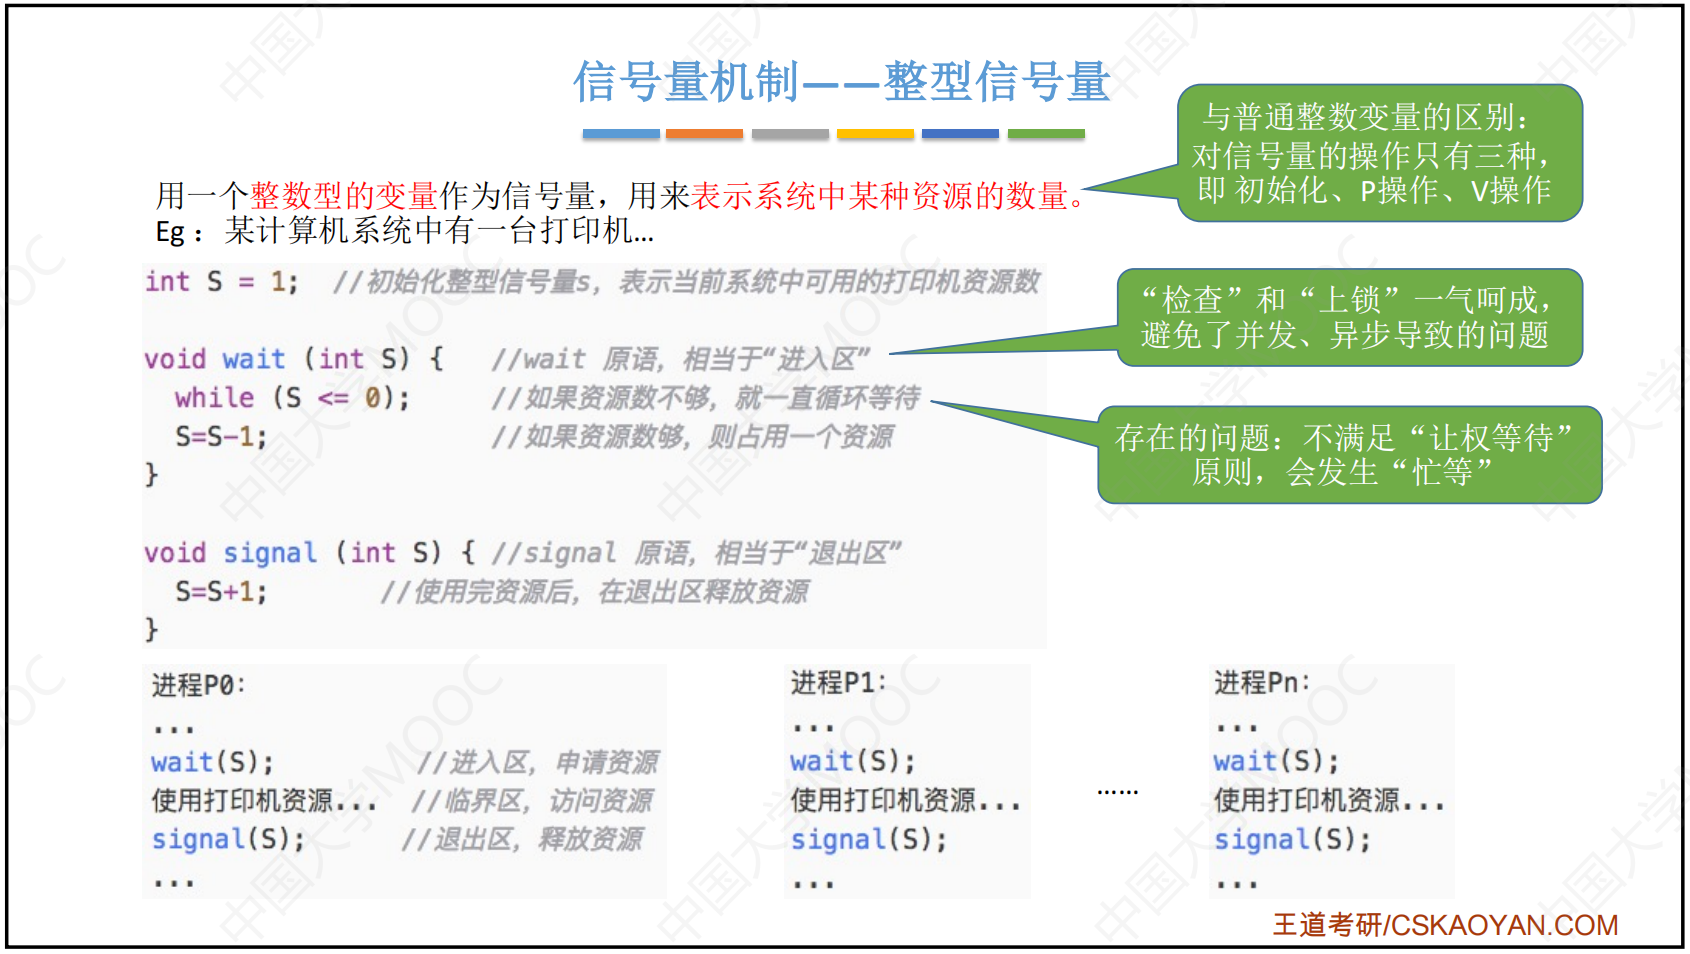 信号量机制——整型信号量
与普通整数变量的区别：
对信号量的操作只有三种，
即 初始化、P操作、V操作
用一个整数型的变量作为信号量，用来表示系统中某种资源的数量。
Eg：某计算机系统中有一台打印机...
int S = 1;  //初始化整型信号量s，表示当前系统中可用的打印机资源数
“检查”和“上锁”一气呵成，
避免了并发、异步导致的问题
void wait (int S) {   //wait 原语，相当于“进入区”
while (S <= 0);     //如果资源数不够，就一直循环等待
S=S-1;              //如果资源数够，则占用一个资源
}
存在的问题：不满足“让权等待”
原则，会发生“忙等”
void signal (int S) { //signal 原语，相当于“退出区”
S=S+1;       //使用完资源后，在退出区释放资源
}
进程P0：
...
wait(S);         //进入区，申请资源
使用打印机资源...  //临界区，访问资源
signal(S);      //退出区，释放资源
...
进程P1：
...
wait(S);
使用打印机资源...
signal(S);
...
......
进程Pn：
...
wait(S);
使用打印机资源...
signal(S);
...
王道考研/CSKAOYAN.COM
中国大学MOOC